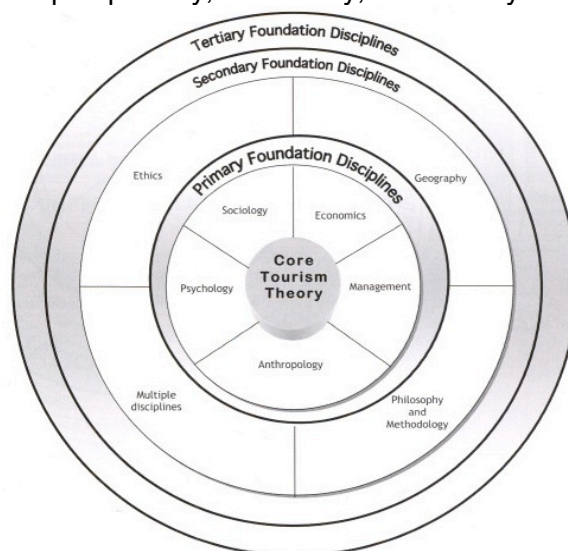 Tertiary Foundation Disciplines
Secondary Foundation Disciplines
Ethics
Geography
Primary Foundation Disciplines
Sociology
Economics
Core
Tourism
Theory
Psychology
Management
Anthropology
Multiple
disciplines
Philosophy
and
Methodology